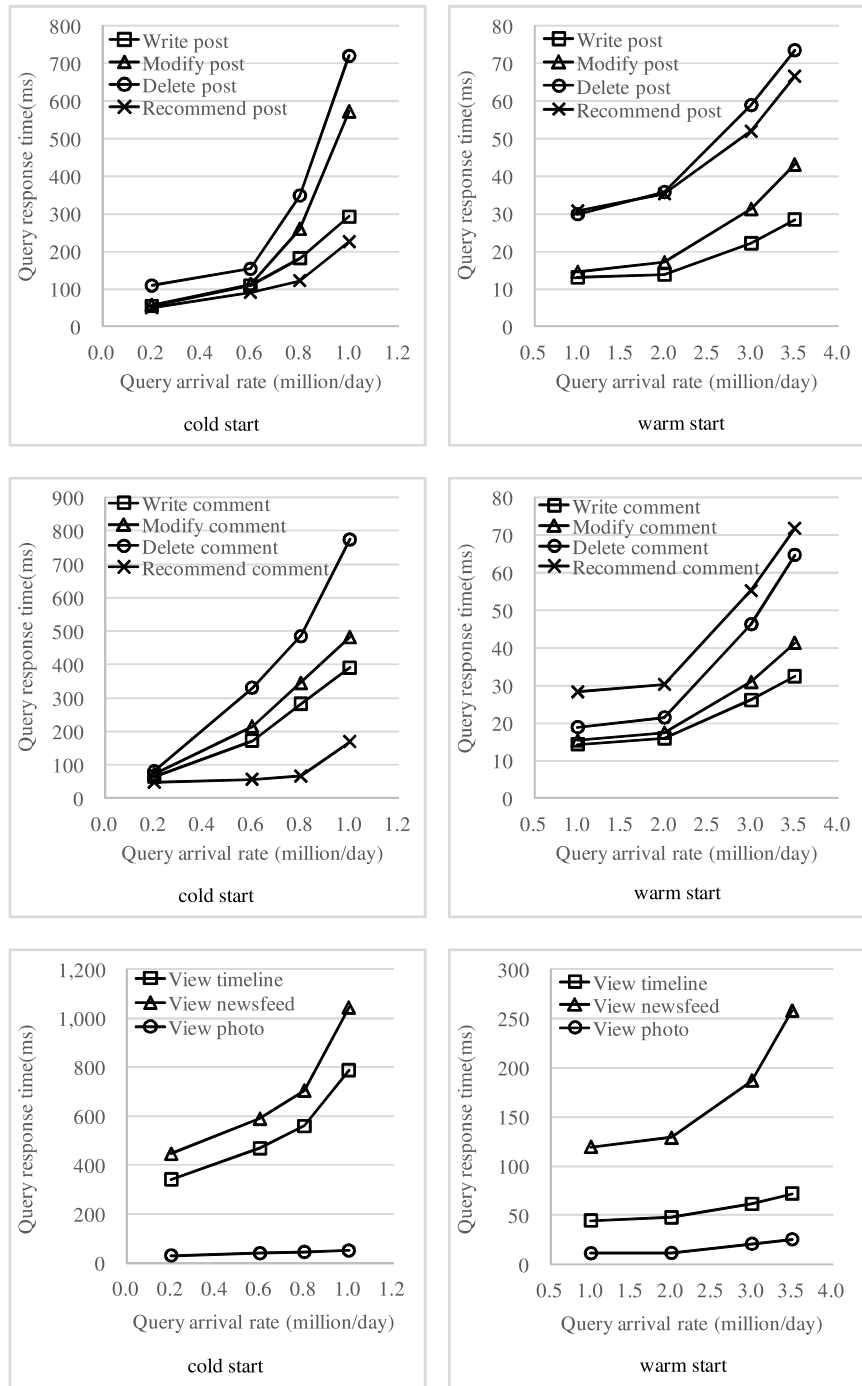 800
700
600
500
400
300
200
100
0
Query response time(ms)
Write post
Modify post
Delete post
Recommend post
0.0 0.2 0.4 0.6 0.8 1.0 1.2
Query arrival rate (million/day)
cold start
80
70
60
50
40
30
20
10
0
Query response time(ms)
Write post
Modify post
Delete post
Recommend post
0.5 1.0 1.5 2.0 2.5 3.0 3.5 4.0
Query arrival rate (million/day)
warm start
900
800
700
600
500
400
300
200
100
0
Query response time(ms)
Write comment
Modify comment
Delete comment
Recommend comment
0.0 0.2 0.4 0.6 0.8 1.0 1.2
Query arrival rate (million/day)
cold start
80
70
60
50
40
30
20
10
0
Query response time(ms)
Write comment
Modify comment
Delete comment
Recommend comment
0.5 1.0 1.5 2.0 2.5 3.0 3.5 4.0
Query arrival rate (million/day)
warm start
1,200
1,000
800
600
400
200
0
Query response time(ms)
View timeline
View newsfeed
View photo
0.0 0.2 0.4 0.6 0.8 1.0 1.2
Query arrival rate (million/day)
cold start
300
250
200
150
100
50
0
Query response time(ms)
View timeline
View newsfeed
View photo
0.5 1.0 1.5 2.0 2.5 3.0 3.5 4.0
Query arrival rate (million/day)
warm start